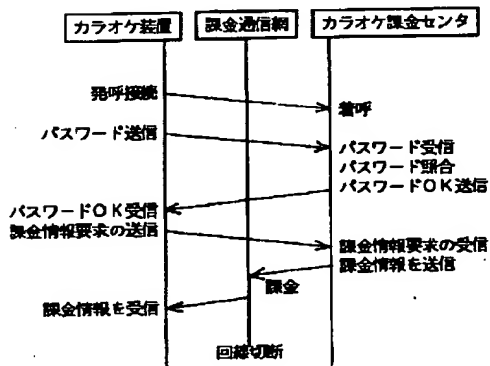 カラオケ装置
課金通信網
カラオケ課金センタ
発呼接続
着呼
パスワード送信
パスワード受信
パスワード照合
パスワードOK送信
パスワードOK受信
課金情報要求の送信
課金情報要求の受信
課金情報を送信
課金
課金情報を受信
回線切断